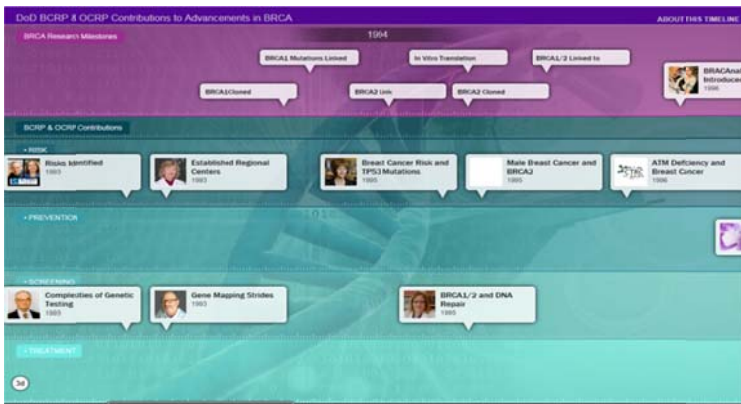 DoD BCRP & OCRP Contributions to Advancements in BRCA
ABOUT THIS TIMELINE
BRCA Research Milestones
1994
BRCA1 Mutations Linked
In Vitro Translation
BRCA1/2 Linked to
BRCA1Cloned
BRCA2 Link
BRCA2 Cloned
BRACAnal
Introduced
1996
BCRP & OCRP Contributions
• RISK
Risks Identified
1993
Established Regional
Centers
1993
Breast Cancer Risk and
TP53 Mutations
1995
Male Breast Cancer and
BRCA2
1995
ATM Deficiency and
Breast Cancer
1996
• PREVENTION
• SCREENING
Complexities of Genetic
Testing
1993
Gene Mapping Strides
1993
BRCA1/2 and DNA
Repair
1995
• TREATMENT
3d